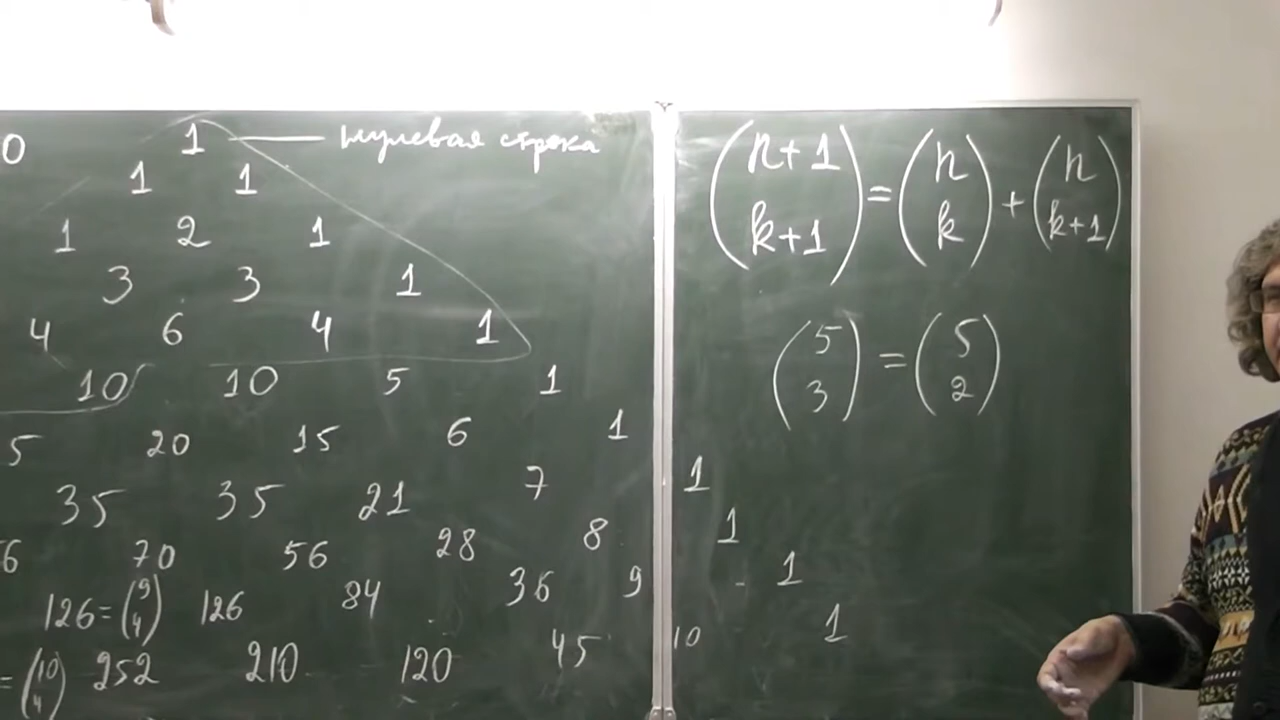 0 1 — нулевая строка
1 1
1 2 1
3 3 1
4 6 4 1
10 10 5 1
5 20 15 6 1
35 35 21 7 1
6 70 56 28 8 1
126 = (9 4) 126 84 36 9 1
= (10 4) 252 210 120 45 10 1
(n+1 k+1) = (n k) + (n k+1)
(5 3) = (5 2)